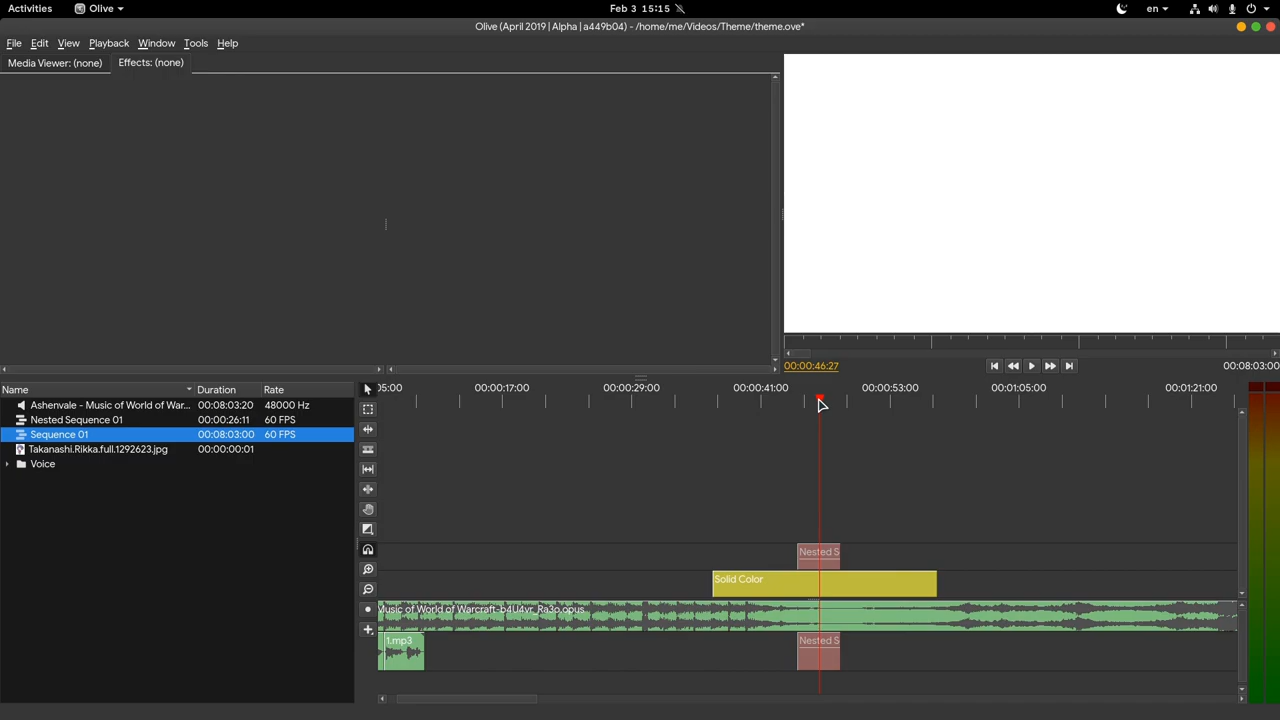 Activities
Olive
Feb 3 15:15
en
Olive (April 2019 | Alpha | a449b04) - /home/me/Videos/Theme/theme.ove*
File Edit View Playback Window Tools Help
Media Viewer: (none) Effects: (none)
00:00:46:27
00:08:03:00
Name Duration Rate
Ashenvale - Music of World of War... 00:08:03:20 48000 Hz
Nested Sequence 01 00:00:26:11 60 FPS
Sequence 01 00:08:03:00 60 FPS
Takanashi.Rikka.full.1292623.jpg 00:00:00:01
Voice
05:00 00:00:17:00 00:00:29:00 00:00:41:00 00:00:53:00 00:01:05:00 00:01:21:00
Nested S
Solid Color
Music of World of Warcraft-b4U4yr_Ra3o.opus
1.mp3
Nested S